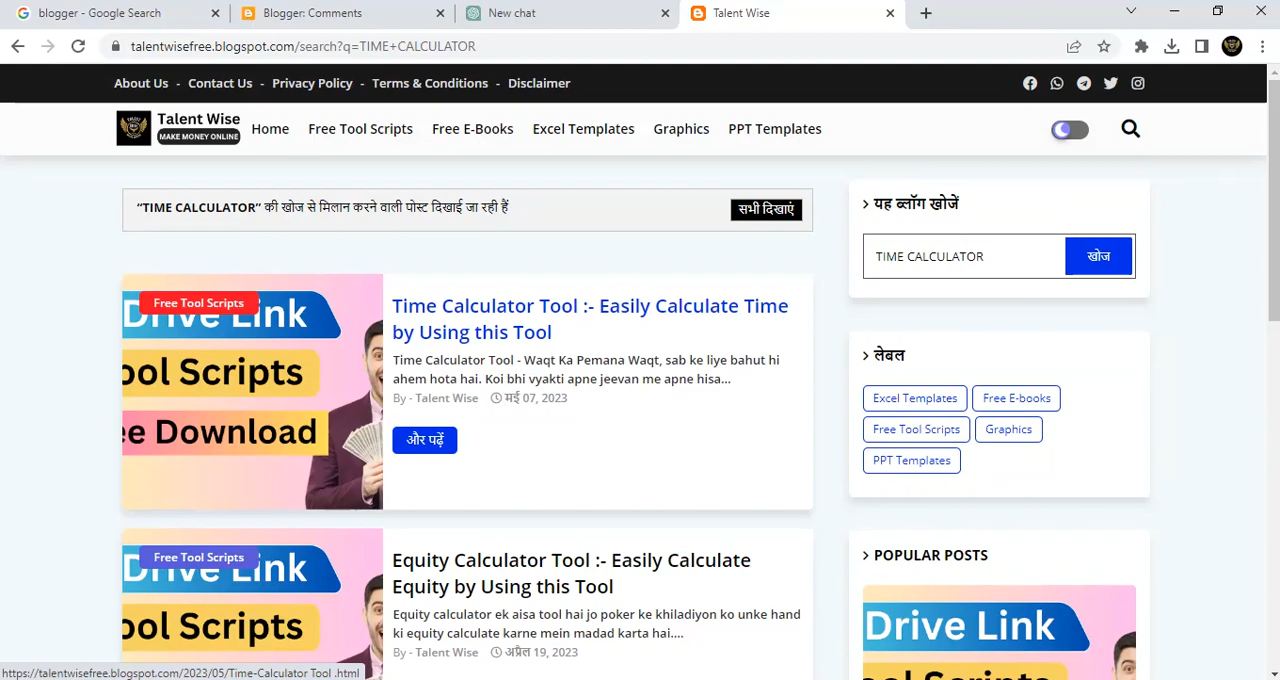 blogger - Google Search
Blogger: Comments
New chat
Talent Wise
talentwisefree.blogspot.com/search?q=TIME+CALCULATOR
About Us - Contact Us - Privacy Policy - Terms & Conditions - Disclaimer
Talent Wise
MAKE MONEY ONLINE
Home Free Tool Scripts Free E-Books Excel Templates Graphics PPT Templates
“TIME CALCULATOR” की खोज से मिलान करने वाली पोस्ट दिखाई जा रही हैं
सभी दिखाएं
Drive Link
Free Tool Scripts
ool Scripts
e Download
Time Calculator Tool :- Easily Calculate Time
by Using this Tool
Time Calculator Tool - Waqt Ka Pemana Waqt, sab ke liye bahut hi
ahem hota hai. Koi bhi vyakti apne jeevan me apne hisa...
By - Talent Wise मई 07, 2023
और पढ़ें
Drive Link
Free Tool Scripts
ool Scripts
Equity Calculator Tool :- Easily Calculate
Equity by Using this Tool
Equity calculator ek aisa tool hai jo poker ke khiladiyon ko unke hand
ki equity calculate karne mein madad karta hai....
By - Talent Wise अप्रैल 19, 2023
यह ब्लॉग खोजें
TIME CALCULATOR
खोज
लेबल
Excel Templates Free E-books
Free Tool Scripts Graphics
PPT Templates
POPULAR POSTS
Drive Link
ool Scripts
https://talentwisefree.blogspot.com/2023/05/Time-Calculator Tool .html